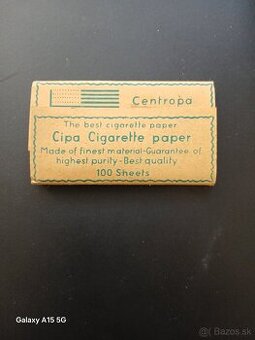 Centropa
The best cigarette paper
Cipa Cigarette paper
Made of finest material-Guarantee of
highest purity-Best quality
100 Sheets
Galaxy A15 5G
bazos.sk